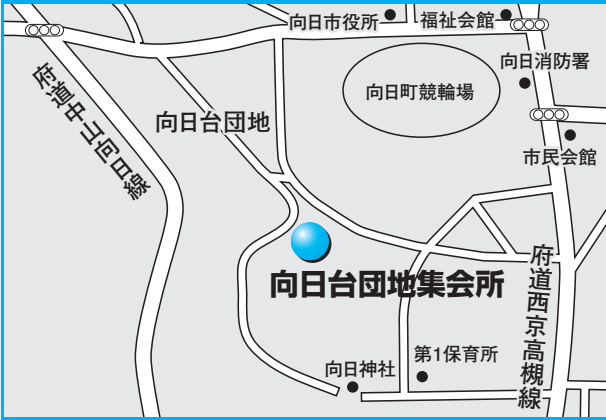 向日市役所
福祉会館
向日消防署
向日町競輪場
府道中山向日線
向日台団地
市民会館
向日台団地集会所
府道西京高槻線
第1保育所
向日神社